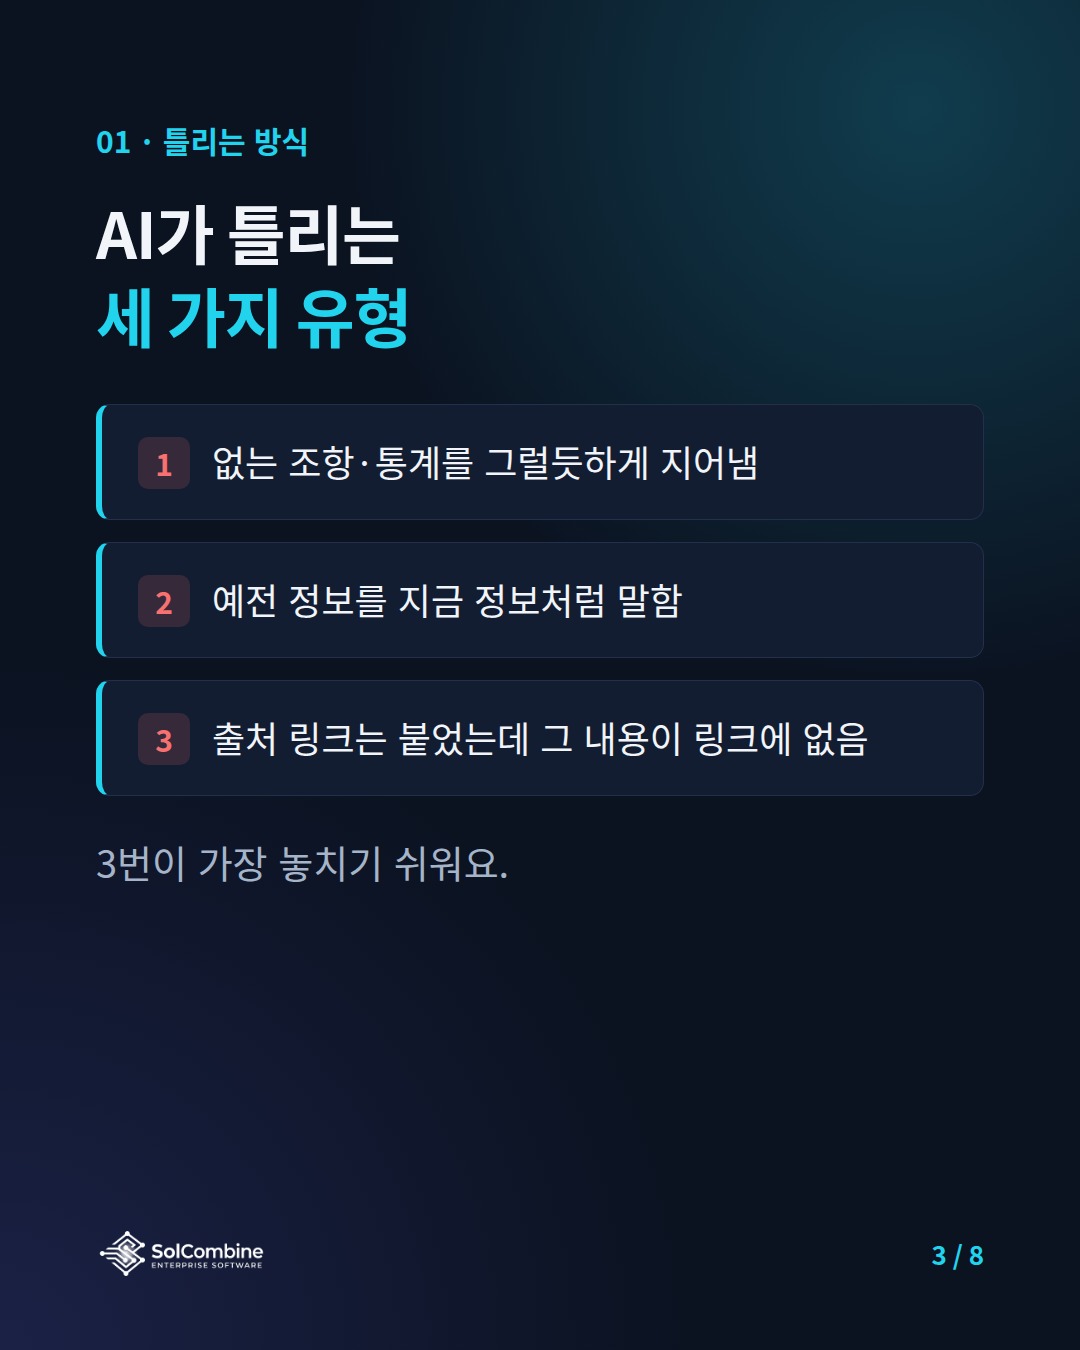 01 · 틀리는 방식
AI가 틀리는
세 가지 유형
1 없는 조항·통계를 그럴듯하게 지어냄
2 예전 정보를 지금 정보처럼 말함
3 출처 링크는 붙었는데 그 내용이 링크에 없음
3번이 가장 놓치기 쉬워요.
SolCombine
ENTERPRISE SOFTWARE
3 / 8